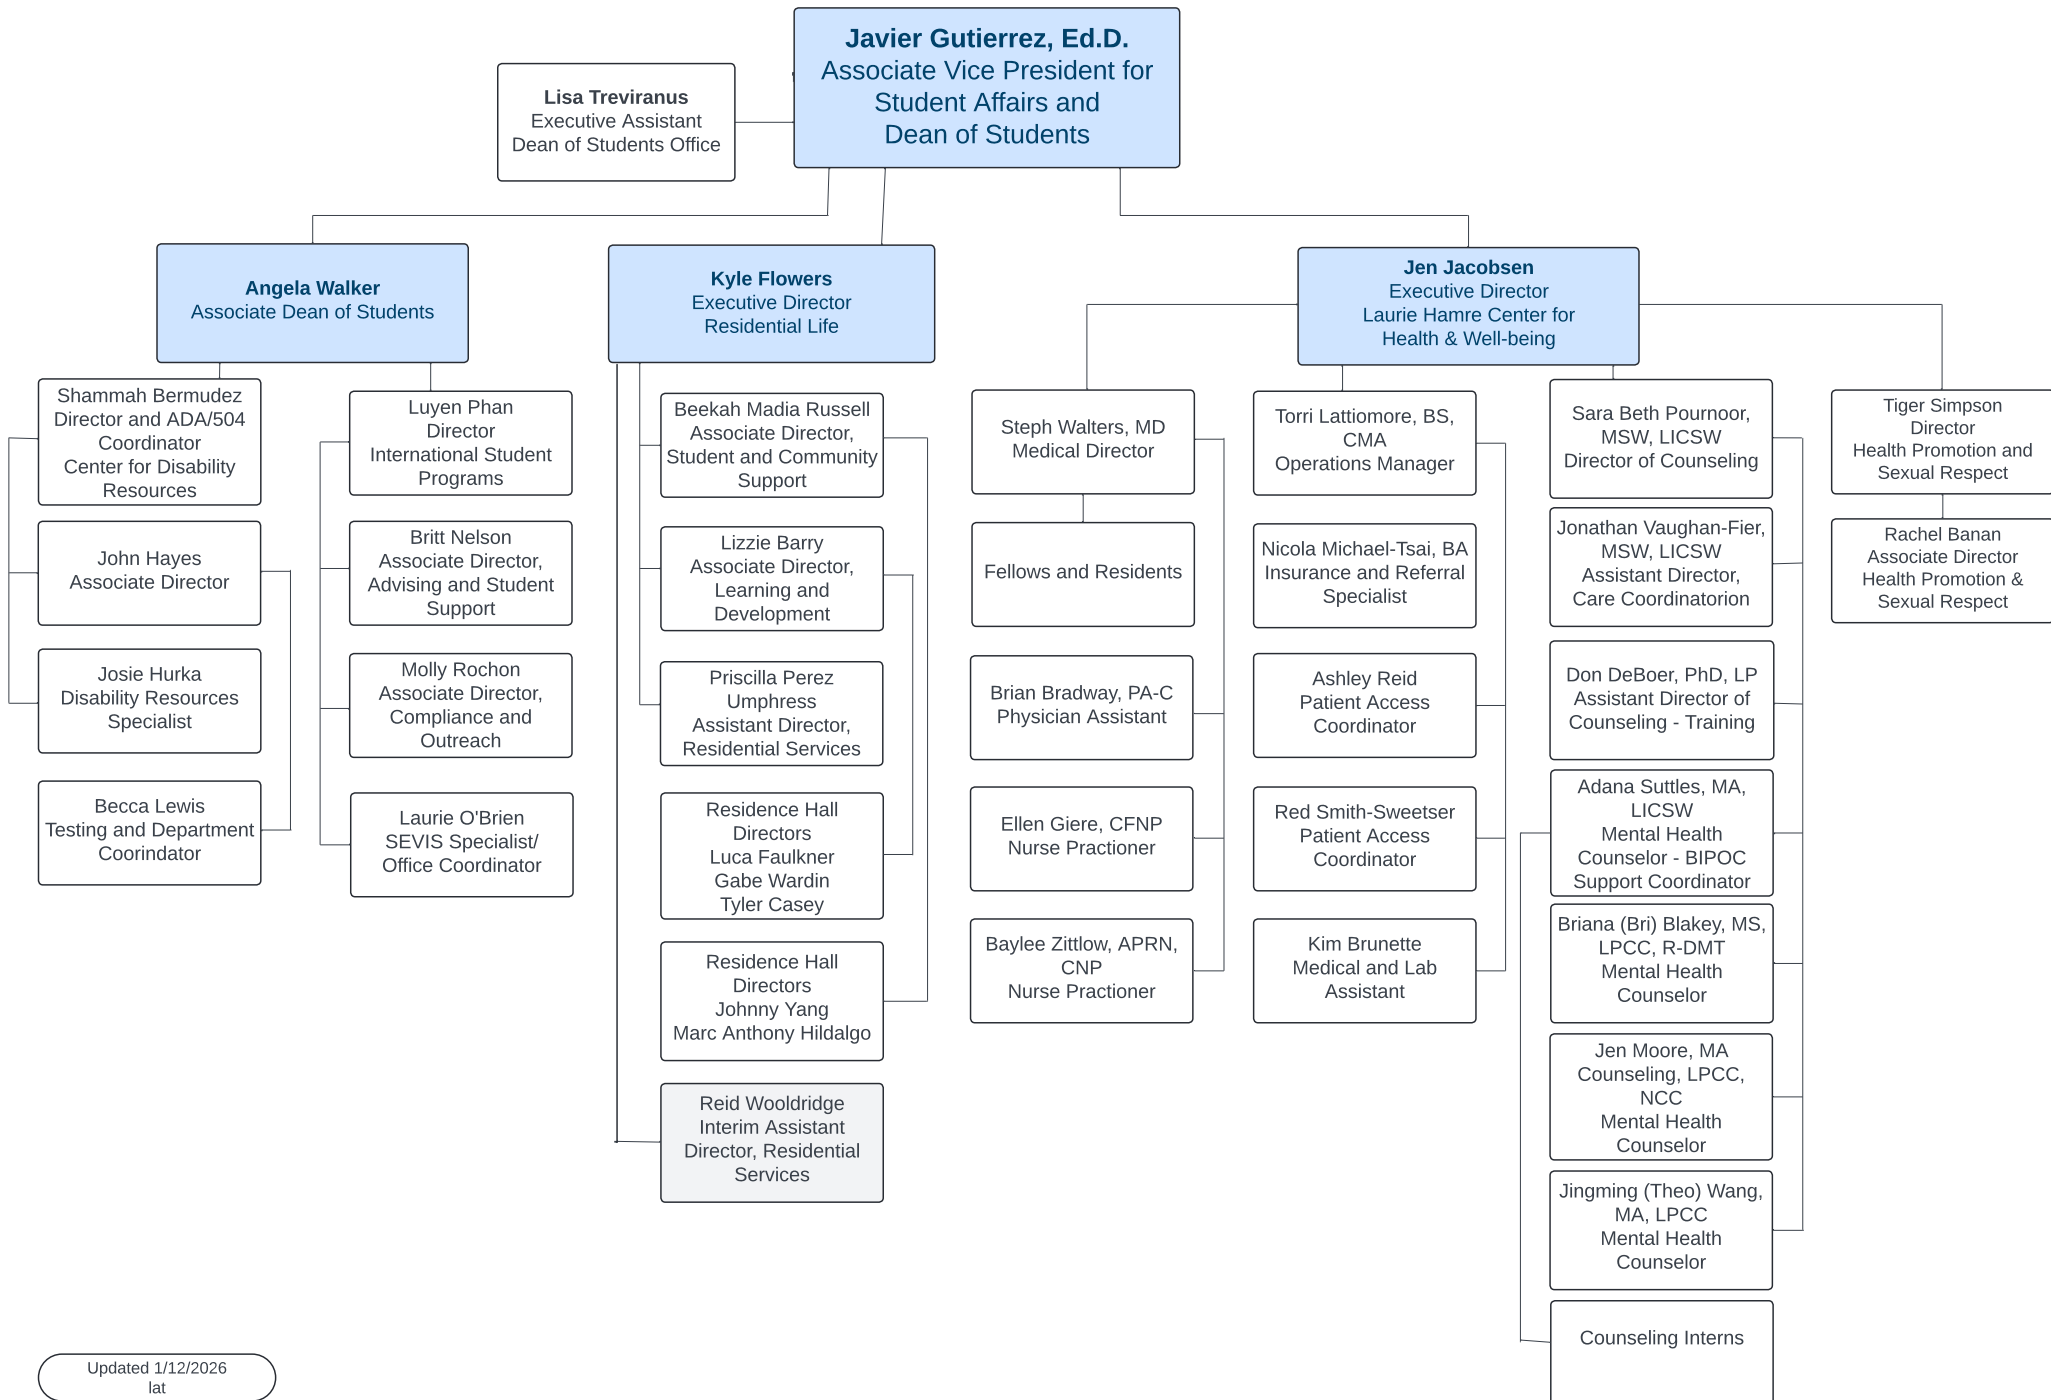 Javier Gutierrez, Ed.D.
Associate Vice President for
Student Affairs and
Dean of Students
Lisa Treviranus
Executive Assistant
Dean of Students Office
Angela Walker
Associate Dean of Students
Kyle Flowers
Executive Director
Residential Life
Jen Jacobsen
Executive Director
Laurie Hamre Center for
Health & Well-being
Shammah Bermudez
Director and ADA/504
Coordinator
Center for Disability
Resources
John Hayes
Associate Director
Josie Hurka
Disability Resources
Specialist
Becca Lewis
Testing and Department
Coorindator
Luyen Phan
Director
International Student
Programs
Britt Nelson
Associate Director,
Advising and Student
Support
Molly Rochon
Associate Director,
Compliance and
Outreach
Laurie O'Brien
SEVIS Specialist/
Office Coordinator
Beekah Madia Russell
Associate Director,
Student and Community
Support
Lizzie Barry
Associate Director,
Learning and
Development
Priscilla Perez
Umphress
Assistant Director,
Residential Services
Residence Hall
Directors
Luca Faulkner
Gabe Wardin
Tyler Casey
Residence Hall
Directors
Johnny Yang
Marc Anthony Hildalgo
Reid Wooldridge
Interim Assistant
Director, Residential
Services
Steph Walters, MD
Medical Director
Fellows and Residents
Brian Bradway, PA-C
Physician Assistant
Ellen Giere, CFNP
Nurse Practioner
Baylee Zittlow, APRN,
CNP
Nurse Practioner
Torri Lattiomore, BS,
CMA
Operations Manager
Nicola Michael-Tsai, BA
Insurance and Referral
Specialist
Ashley Reid
Patient Access
Coordinator
Red Smith-Sweetser
Patient Access
Coordinator
Kim Brunette
Medical and Lab
Assistant
Sara Beth Pournoor,
MSW, LICSW
Director of Counseling
Jonathan Vaughan-Fier,
MSW, LICSW
Assistant Director,
Care Coordinatorion
Don DeBoer, PhD, LP
Assistant Director of
Counseling - Training
Adana Suttles, MA,
LICSW
Mental Health
Counselor - BIPOC
Support Coordinator
Briana (Bri) Blakey, MS,
LPCC, R-DMT
Mental Health
Counselor
Jen Moore, MA
Counseling, LPCC,
NCC
Mental Health
Counselor
Jingming (Theo) Wang,
MA, LPCC
Mental Health
Counselor
Counseling Interns
Tiger Simpson
Director
Health Promotion and
Sexual Respect
Rachel Banan
Associate Director
Health Promotion &
Sexual Respect
Updated 1/12/2026
lat